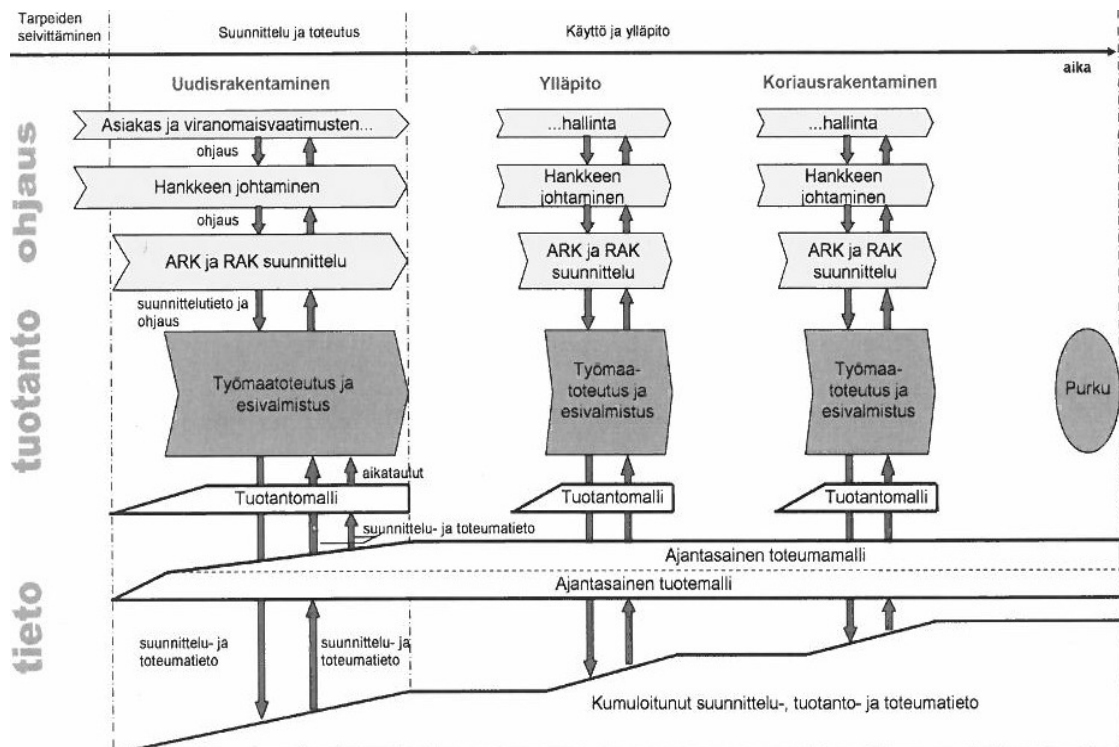 Tarpeiden
selvittäminen
Suunnittelu ja toteutus
Käyttö ja ylläpito
aika
Uudisrakentaminen
Ylläpito
Koriausrakentaminen
ohjaus
Asiakas ja viranomaisvaatimusten...
...hallinta
...hallinta
ohjaus
Hankkeen johtaminen
Hankkeen
johtaminen
Hankkeen
johtaminen
ohjaus
ARK ja RAK suunnittelu
ARK ja RAK
suunnittelu
ARK ja RAK
suunnittelu
suunnittelutieto ja
ohjaus
tuotanto
Työmaatoteutus ja
esivalmistus
Työmaa-
toteutus ja
esivalmistus
Työmaa-
toteutus ja
esivalmistus
Purku
aikataulut
Tuotantomalli
Tuotantomalli
Tuotantomalli
suunnittelu- ja toteumatieto
tieto
Ajantasainen toteumamalli
Ajantasainen tuotemalli
suunnittelu- ja
toteumatieto
suunnittelu- ja
toteumatieto
Kumuloitunut suunnittelu-, tuotanto- ja toteumatieto